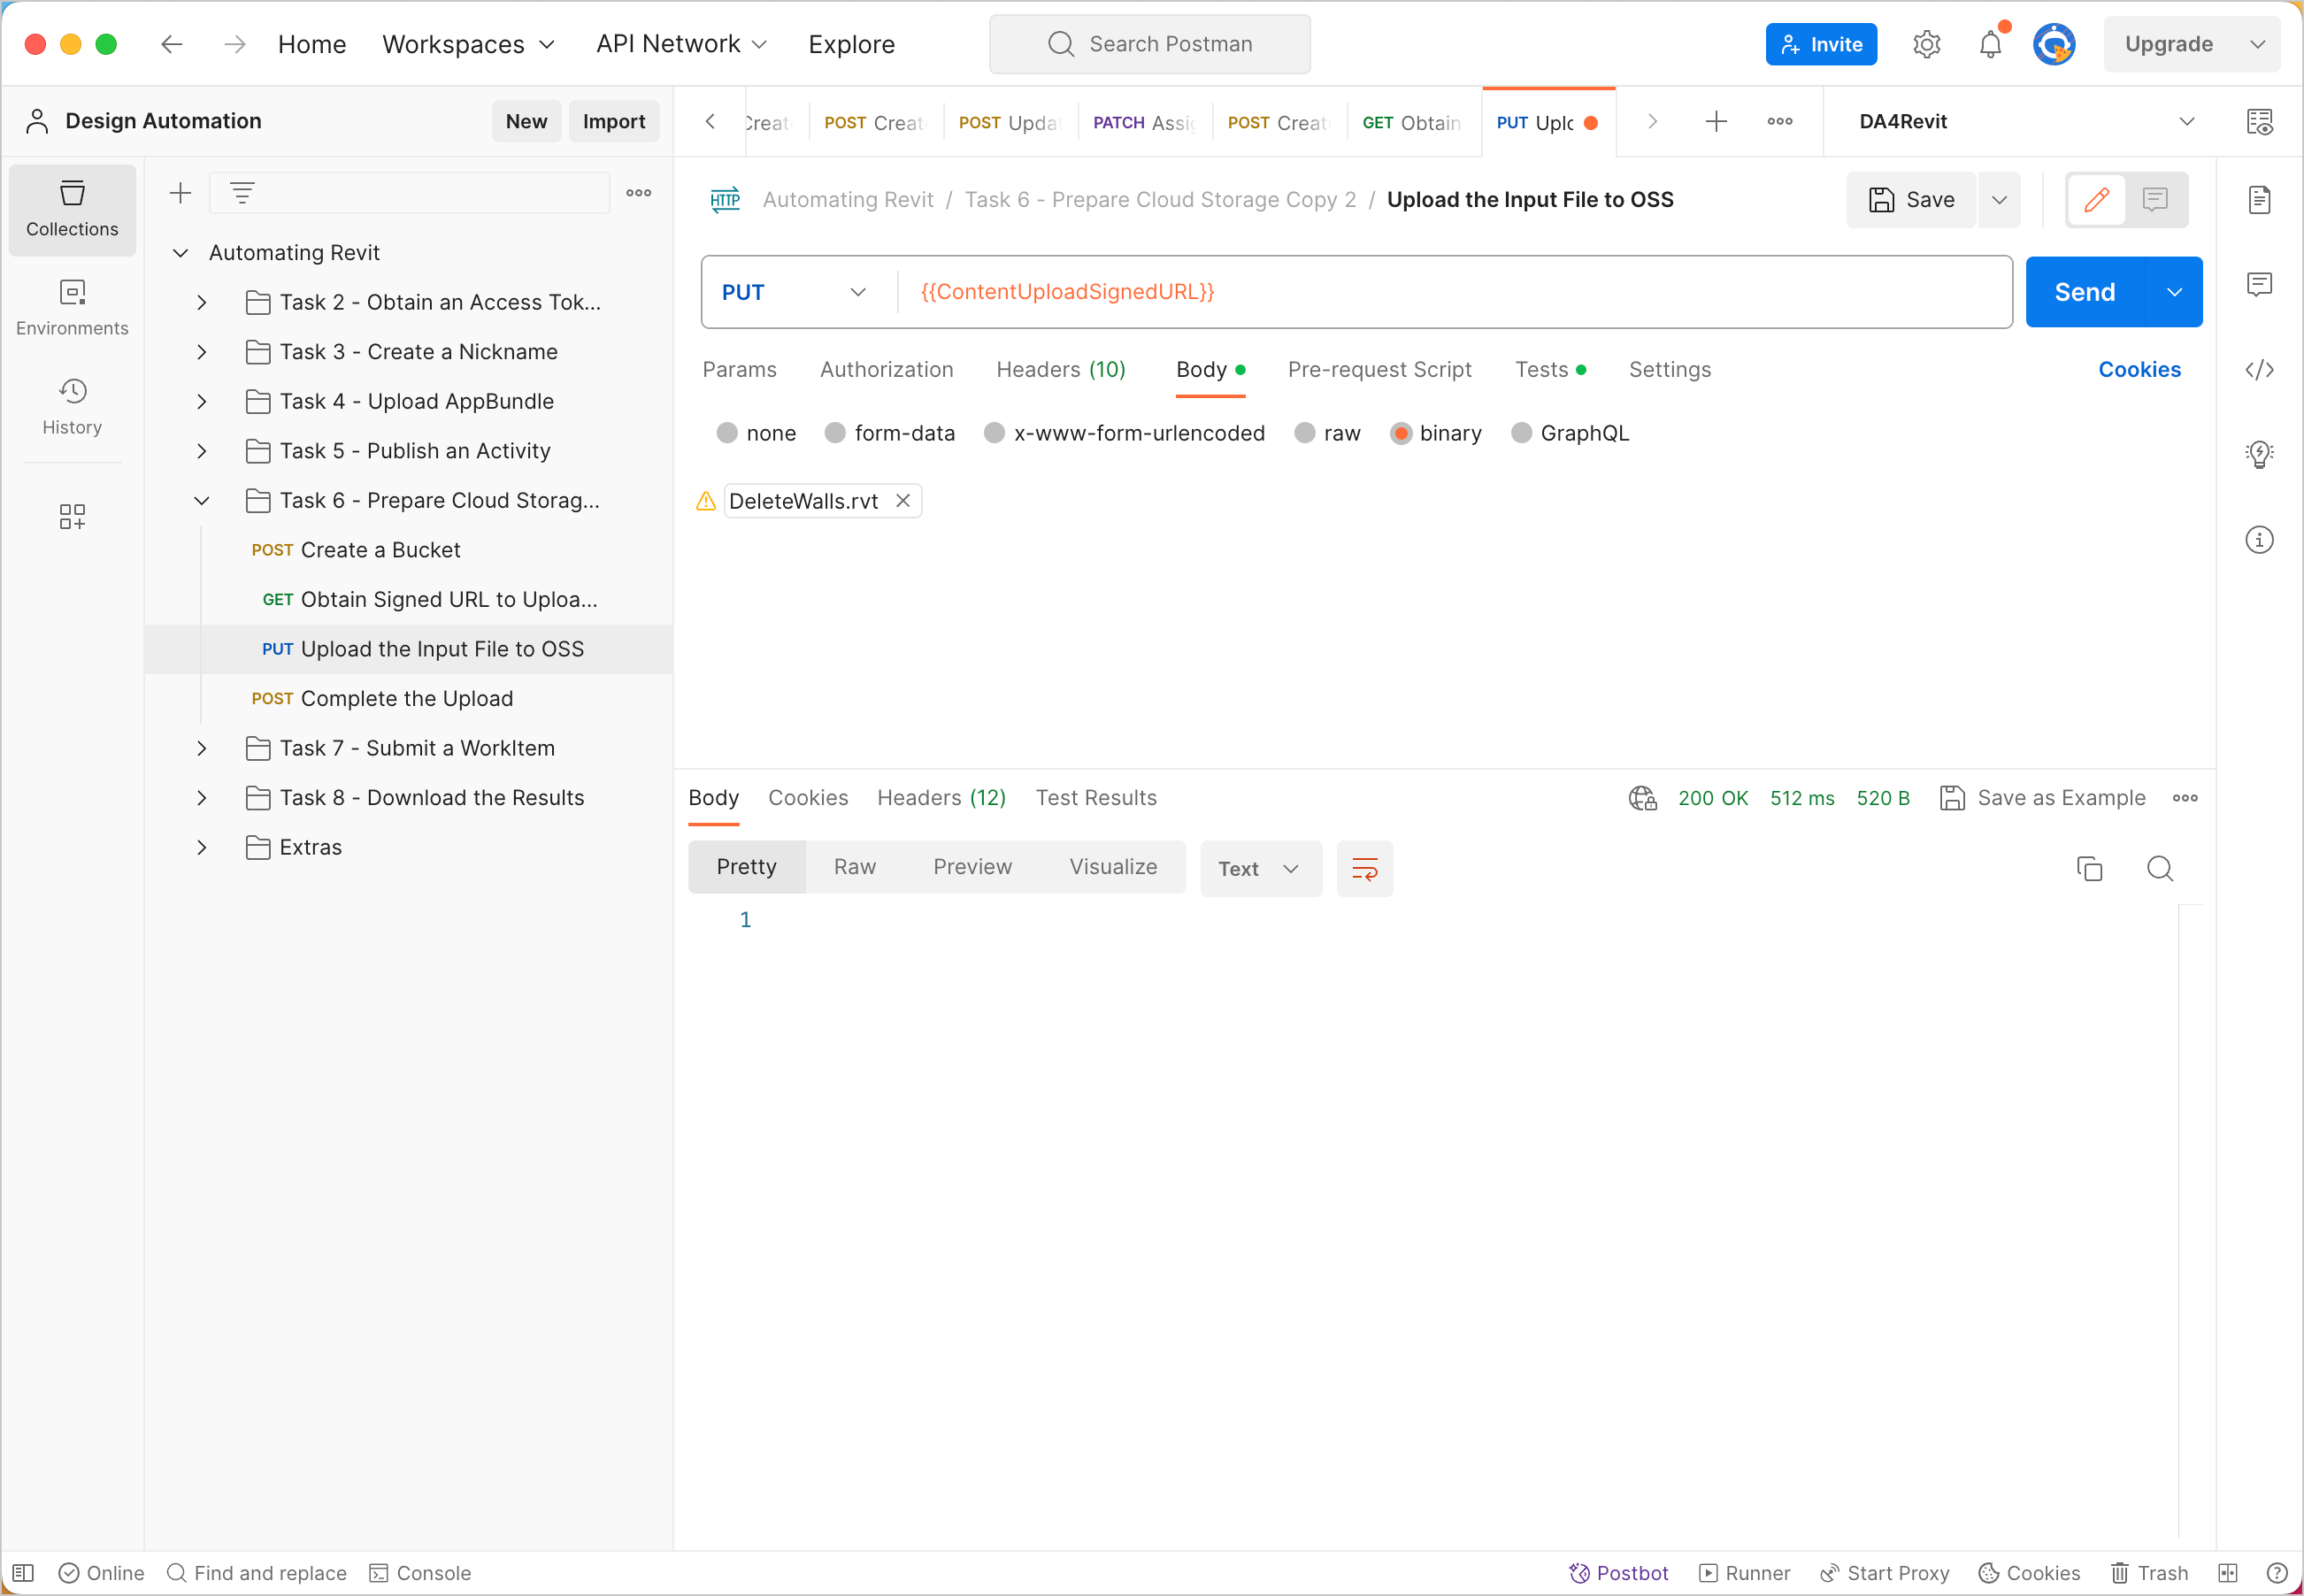 Home Workspaces API Network Explore Search Postman Invite Upgrade
Design Automation New Import
POST POST PATCH POST GET Obtain PUT DA4Revit
Collections
Environments
History
Automating Revit
Task 2 - Obtain an Access Tok...
Task 3 - Create a Nickname
Task 4 - Upload AppBundle
Task 5 - Publish an Activity
Task 6 - Prepare Cloud Storag...
POST Create a Bucket
GET Obtain Signed URL to Uploa...
PUT Upload the Input File to OSS
POST Complete the Upload
Task 7 - Submit a WorkItem
Task 8 - Download the Results
Extras
HTTP Automating Revit / Task 6 - Prepare Cloud Storage Copy 2 / Upload the Input File to OSS Save
PUT {{ContentUploadSignedURL}} Send
Params Authorization Headers (10) Body Pre-request Script Tests Settings Cookies
none form-data x-www-form-urlencoded raw binary GraphQL
DeleteWalls.rvt
Body Cookies Headers (12) Test Results 200 OK 512 ms 520 B Save as Example
Pretty Raw Preview Visualize Text
1
Online Find and replace Console Postbot Runner Start Proxy Cookies Trash